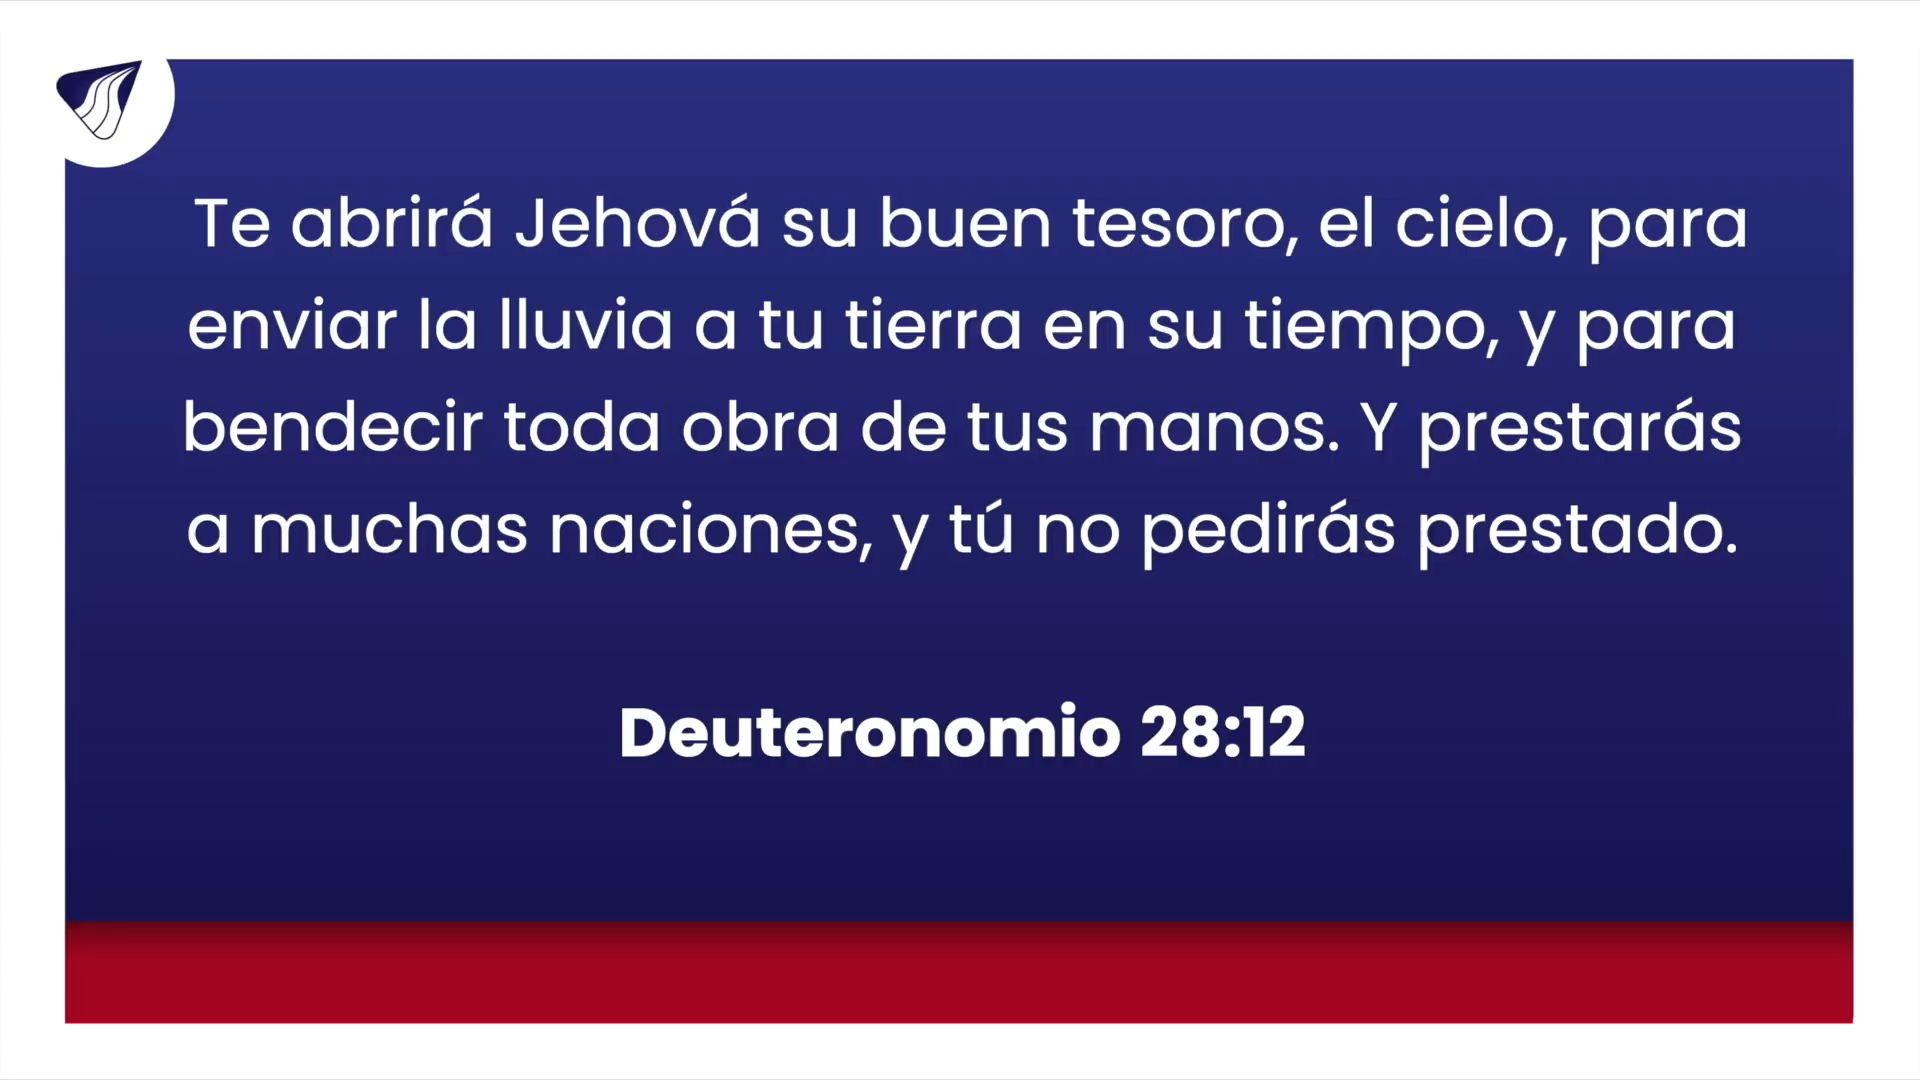 Te abrirá Jehová su buen tesoro, el cielo, para
enviar la lluvia a tu tierra en su tiempo, y para
bendecir toda obra de tus manos. Y prestarás
a muchas naciones, y tú no pedirás prestado.
Deuteronomio 28:12